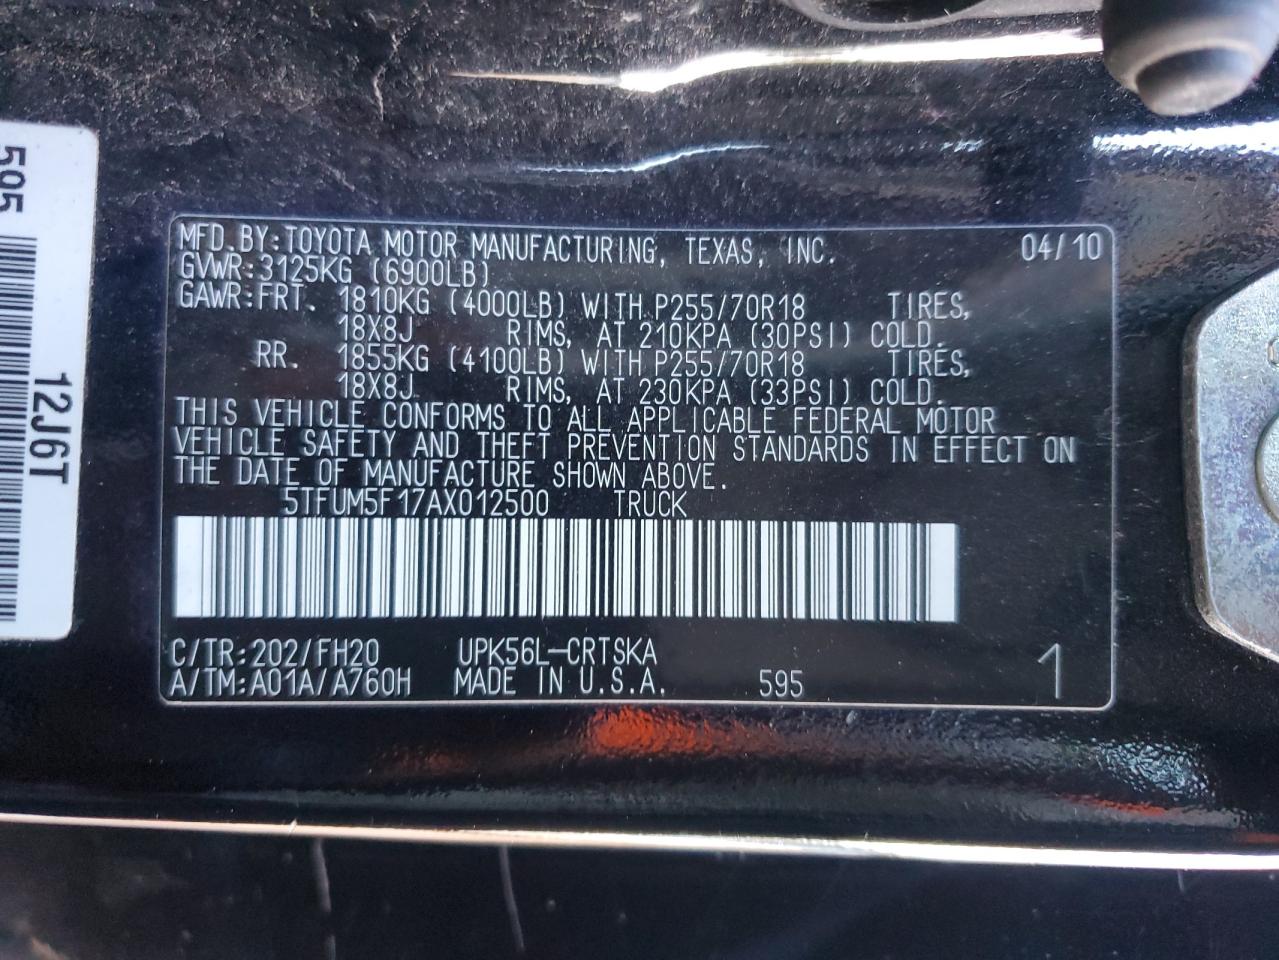 MFD.BY:TOYOTA MOTOR MANUFACTURING, TEXAS, INC. 04/10
GVWR:3125KG (6900LB)
GAWR:FRT. 1810KG (4000LB) WITH P255/70R18 TIRES,
18X8J RIMS, AT 210KPA (30PSI) COLD.
RR. 1855KG (4100LB) WITH P255/70R18 TIRES,
18X8J RIMS, AT 230KPA (33PSI) COLD.
THIS VEHICLE CONFORMS TO ALL APPLICABLE FEDERAL MOTOR
VEHICLE SAFETY AND THEFT PREVENTION STANDARDS IN EFFECT ON
THE DATE OF MANUFACTURE SHOWN ABOVE.
5TFUM5F17AX012500 TRUCK
C/TR:202/FH20 UPK56L-CRTSKA
A/TM:A01A/A760H MADE IN U.S.A. 595 1
595
12J6T